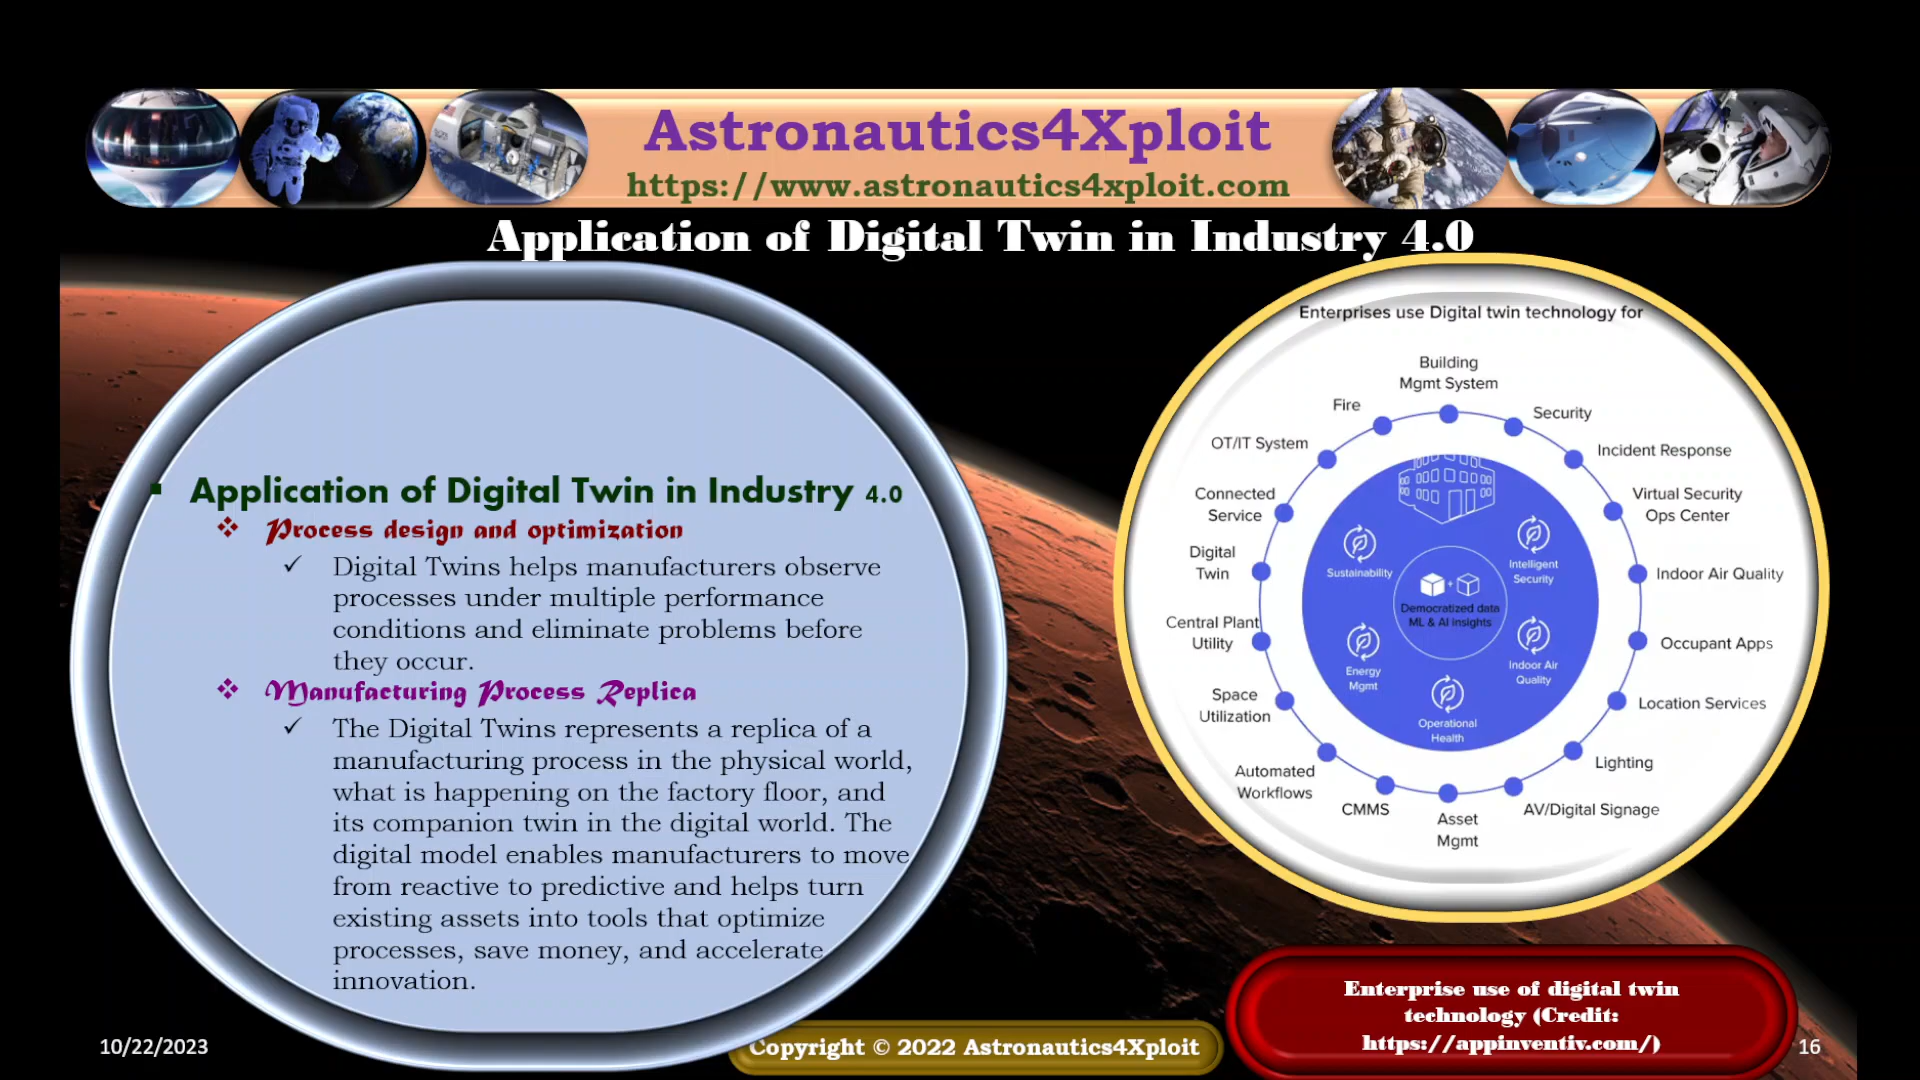 Astronautics4Xploit
https://www.astronautics4xploit.com
Application of Digital Twin in Industry 4.0
Application of Digital Twin in Industry 4.0
Process design and optimization
Digital Twins helps manufacturers observe
processes under multiple performance
conditions and eliminate problems before
they occur.
Manufacturing Process Replica
The Digital Twins represents a replica of a
manufacturing process in the physical world,
what is happening on the factory floor, and
its companion twin in the digital world. The
digital model enables manufacturers to move
from reactive to predictive and helps turn
existing assets into tools that optimize
processes, save money, and accelerate
innovation.
Enterprises use Digital twin technology for
Building
Mgmt System
Security
Incident Response
Virtual Security
Ops Center
Indoor Air Quality
Occupant Apps
Location Services
Lighting
AV/Digital Signage
Asset
Mgmt
CMMS
Automated
Workflows
Space
Utilization
Central Plant
Utility
Digital
Twin
Connected
Service
OT/IT System
Fire
Sustainability
Intelligent
Security
Democratized data
ML & AI insights
Energy
Mgmt
Indoor Air
Quality
Operational
Health
Enterprise use of digital twin
technology (Credit:
https://appinventiv.com/)
10/22/2023
Copyright © 2022 Astronautics4Xploit
16